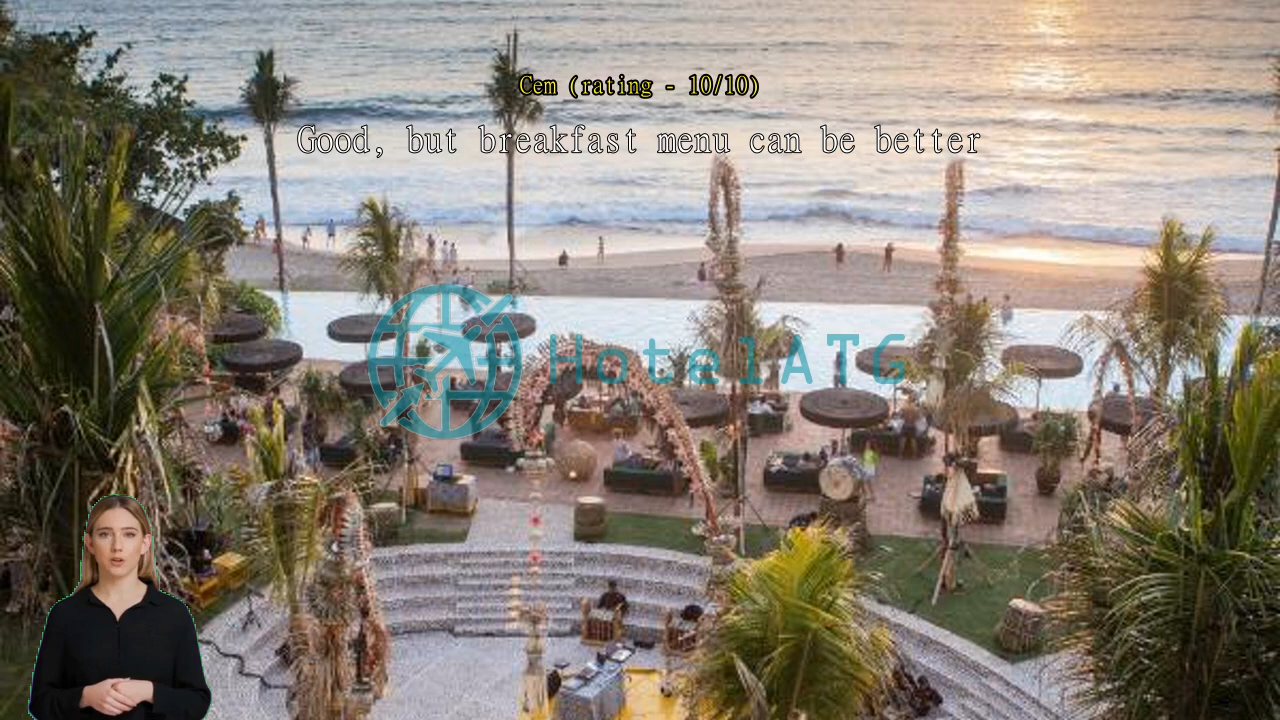 Cem (rating - 10/10)
Good, but breakfast menu can be better
HotelATG